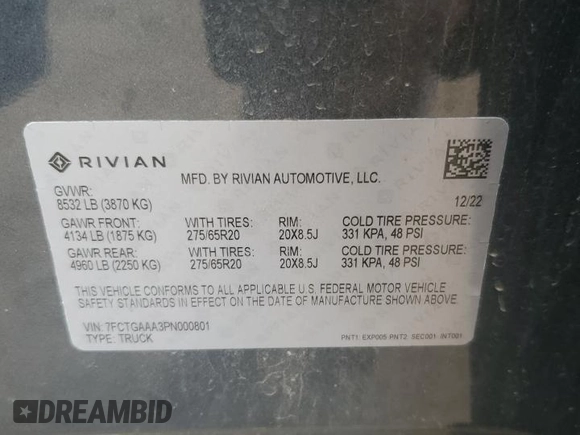 RIVIAN
MFD. BY RIVIAN AUTOMOTIVE, LLC.
GVWR:
8532 LB (3870 KG)
12/22
GAWR FRONT: WITH TIRES: RIM: COLD TIRE PRESSURE:
4134 LB (1875 KG) 275/65R20 20X8.5J 331 KPA, 48 PSI
GAWR REAR: WITH TIRES: RIM: COLD TIRE PRESSURE:
4960 LB (2250 KG) 275/65R20 20X8.5J 331 KPA, 48 PSI
THIS VEHICLE CONFORMS TO ALL APPLICABLE U.S. FEDERAL MOTOR VEHICLE
SAFETY STANDARDS IN EFFECT ON THE DATE OF MANUFACTURE SHOWN ABOVE.
VIN: 7FCTGAAA3PN000801
TYPE: TRUCK
PNT1: EXP005 PNT2: SEC001 INT001
DREAMBID